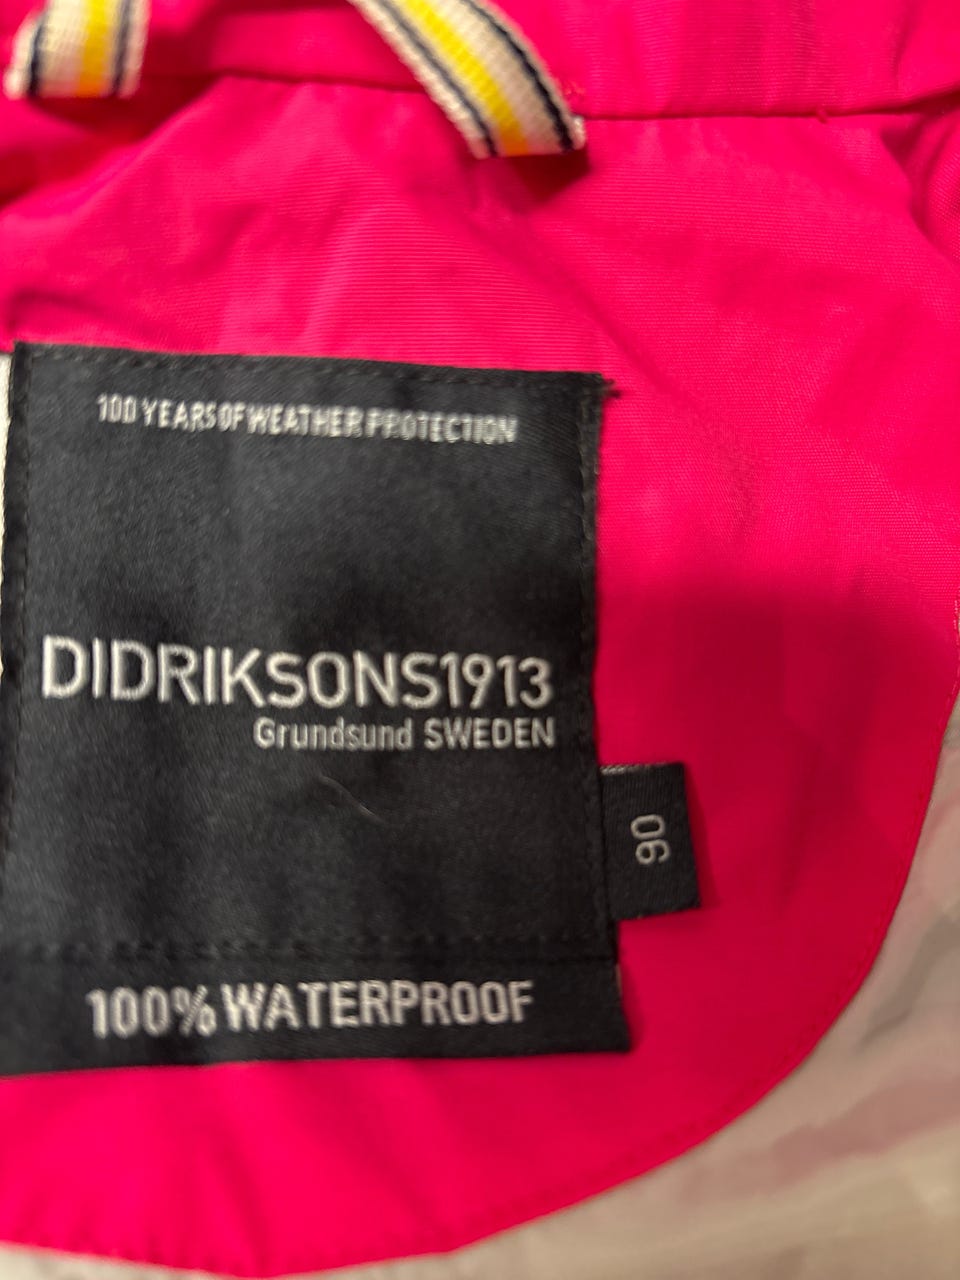 100 YEARS OF WEATHER PROTECTION
DIDRIKSONS1913
Grundsund SWEDEN
90
100% WATERPROOF